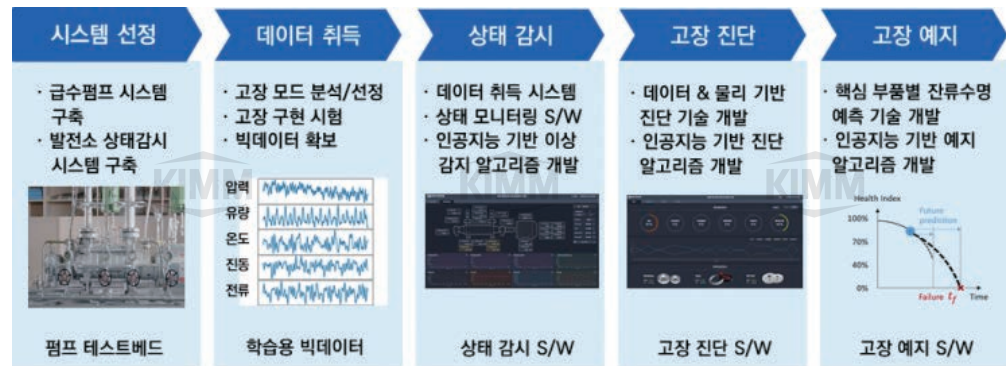 시스템 선정
· 급수펌프 시스템
구축
· 발전소 상태감시
시스템 구축
펌프 테스트베드
데이터 취득
· 고장 모드 분석/선정
· 고장 구현 시험
· 빅데이터 확보
압력
유량
온도
진동
전류
학습용 빅데이터
상태 감시
· 데이터 취득 시스템
· 상태 모니터링 S/W
· 인공지능 기반 이상
감지 알고리즘 개발
상태 감시 S/W
고장 진단
· 데이터 & 물리 기반
진단 기술 개발
· 인공지능 기반 진단
알고리즘 개발
고장 진단 S/W
고장 예지
· 핵심 부품별 잔류수명
예측 기술 개발
· 인공지능 기반 예지
알고리즘 개발
Health Index
100%
70%
40%
0%
Future
prediction
Failure tf
Time
고장 예지 S/W
KIMM
KIMM
KIMM